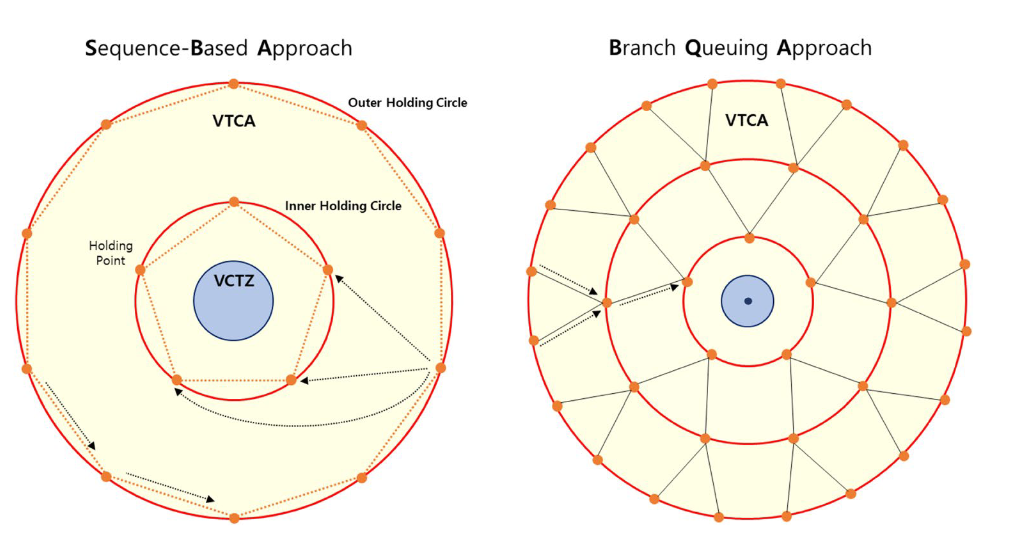 Sequence-Based Approach
Branch Queuing Approach
Outer Holding Circle
VTCA
VTCA
Inner Holding Circle
Holding
Point
VCTZ